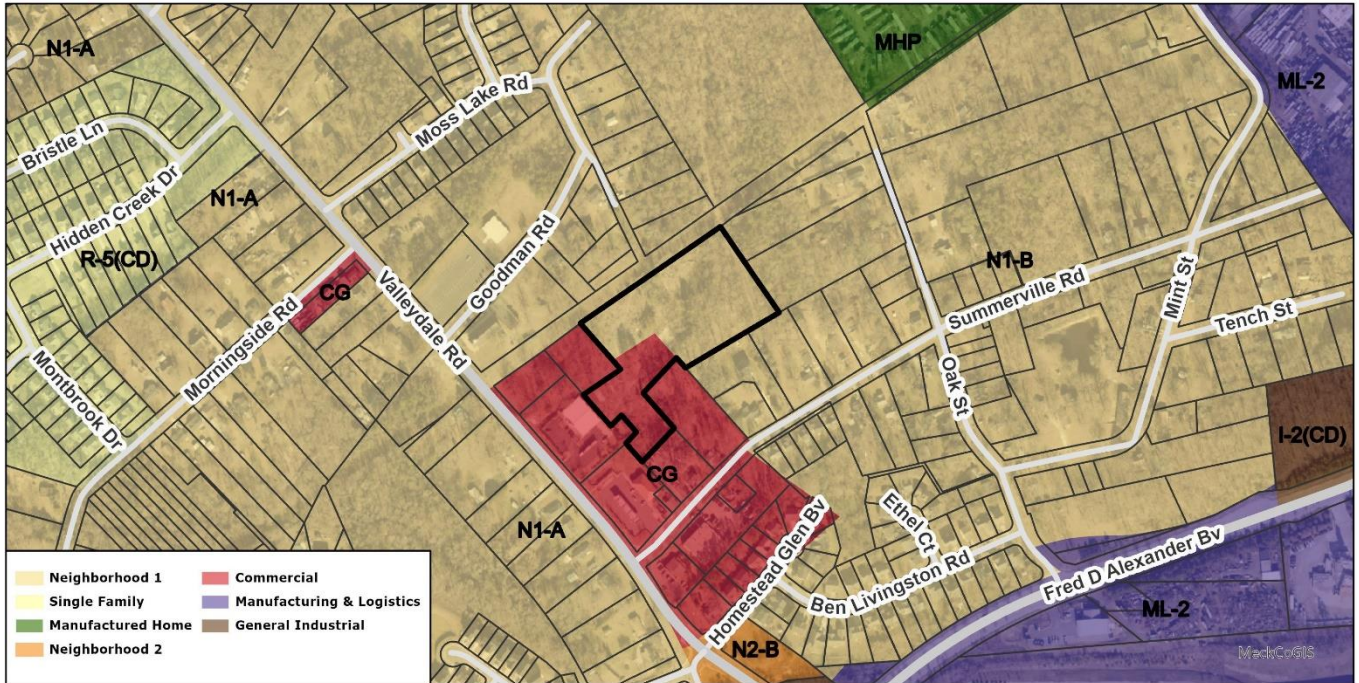 N1-A
MHP
ML-2
Moss Lake Rd
Bristle Ln
Hidden Creek Dr
N1-A
R-5(CD)
CG
Morningside Rd
Montbrook Dr
Valleydale Rd
Goodman Rd
N1-B
Summerville Rd
Mint St
Tench St
Oak St
I-2(CD)
CG
N1-A
Homestead Glen Bv
Ethel Ct
Ben Livingston Rd
Fred D Alexander Bv
ML-2
N2-B
Neighborhood 1
Single Family
Manufactured Home
Neighborhood 2
Commercial
Manufacturing & Logistics
General Industrial
MeckCoGIS